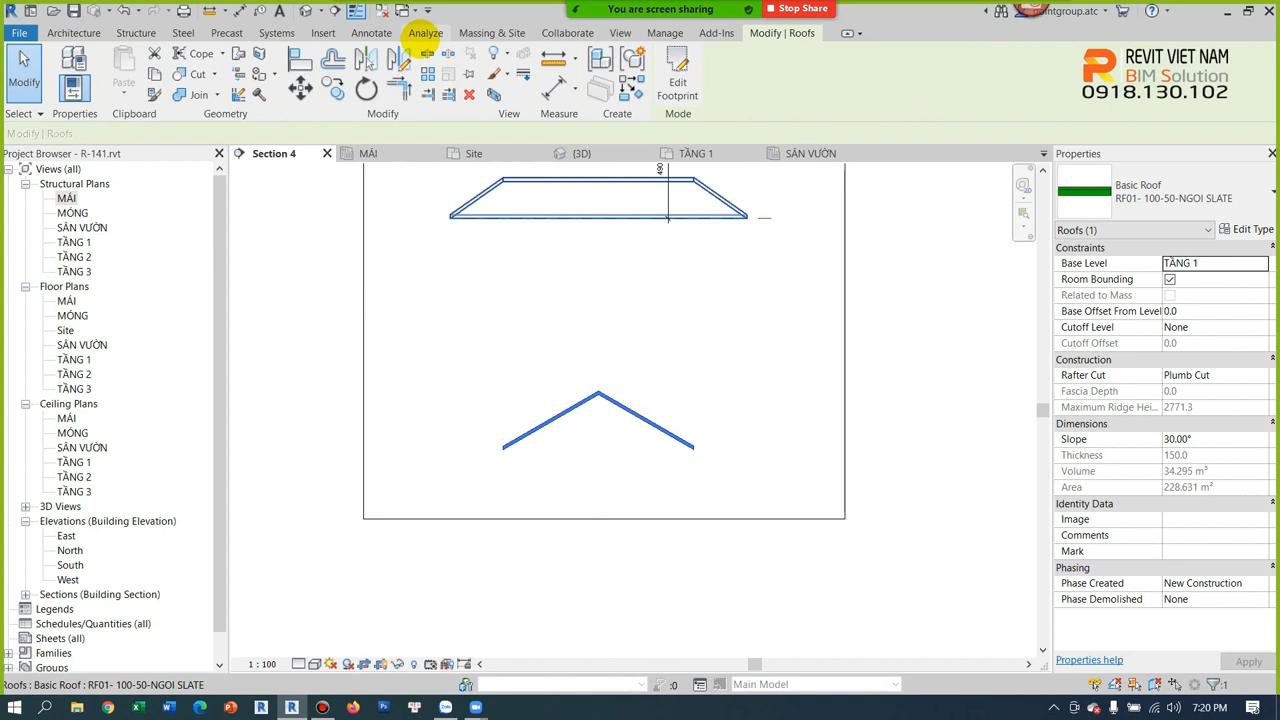 You are screen sharing
Stop Share
File
Architecture
Structure
Steel
Precast
Systems
Insert
Annotate
Analyze
Massing & Site
Collaborate
View
Manage
Add-Ins
Modify | Roofs
Modify
Paste
Cope
Cut
Join
Edit
Footprint
Select
Properties
Clipboard
Geometry
Modify
View
Measure
Create
Mode
REVIT VIET NAM
BIM Solution
0918.130.102
Modify | Roofs
Project Browser - R-141.rvt
Views (all)
Structural Plans
MÁI
MÓNG
SÂN VƯỜN
TẦNG 1
TẦNG 2
TẦNG 3
Floor Plans
MÁI
MÓNG
Site
SÂN VƯỜN
TẦNG 1
TẦNG 2
TẦNG 3
Ceiling Plans
MÁI
MÓNG
SÂN VƯỜN
TẦNG 1
TẦNG 2
TẦNG 3
3D Views
Elevations (Building Elevation)
East
North
South
West
Sections (Building Section)
Legends
Schedules/Quantities (all)
Sheets (all)
Families
Groups
Section 4
MÁI
Site
{3D}
TẦNG 1
SÂN VƯỜN
490
Properties
Basic Roof
RF01- 100-50-NGOI SLATE
Roofs (1)
Edit Type
Constraints
Base Level TẦNG 1
Room Bounding
Related to Mass
Base Offset From Level 0.0
Cutoff Level None
Cutoff Offset 0.0
Construction
Rafter Cut Plumb Cut
Fascia Depth 0.0
Maximum Ridge Hei... 2771.3
Dimensions
Slope 30.00°
Thickness 150.0
Volume 34.295 m³
Area 228.631 m²
Identity Data
Image
Comments
Mark
Phasing
Phase Created New Construction
Phase Demolished None
Properties help
Apply
1 : 100
Roofs : Basic Roof : RF01- 100-50-NGOI SLATE
:0
Main Model
:1
7:20 PM